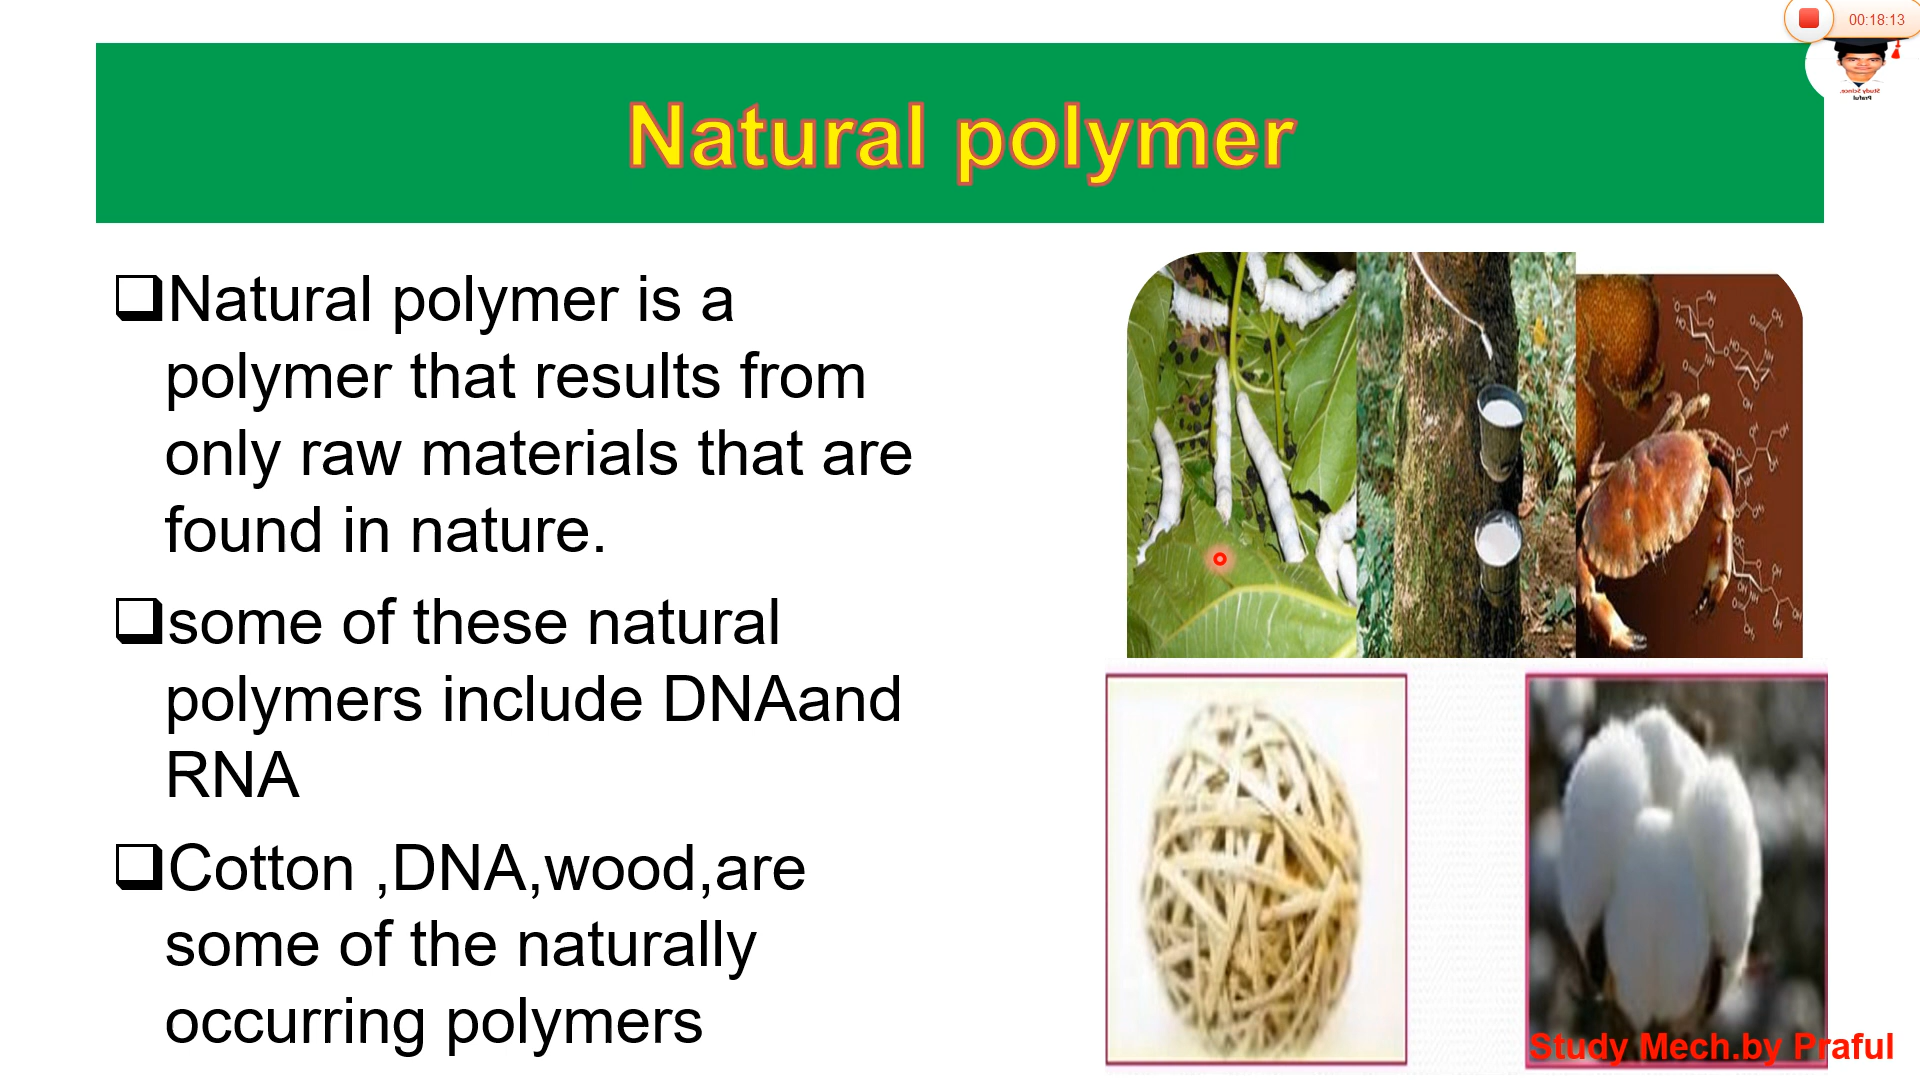 00:18:13
Natural polymer
Natural polymer is a
polymer that results from
only raw materials that are
found in nature.
some of these natural
polymers include DNAand
RNA
Cotton ,DNA,wood,are
some of the naturally
occurring polymers
Study Mech.by Praful